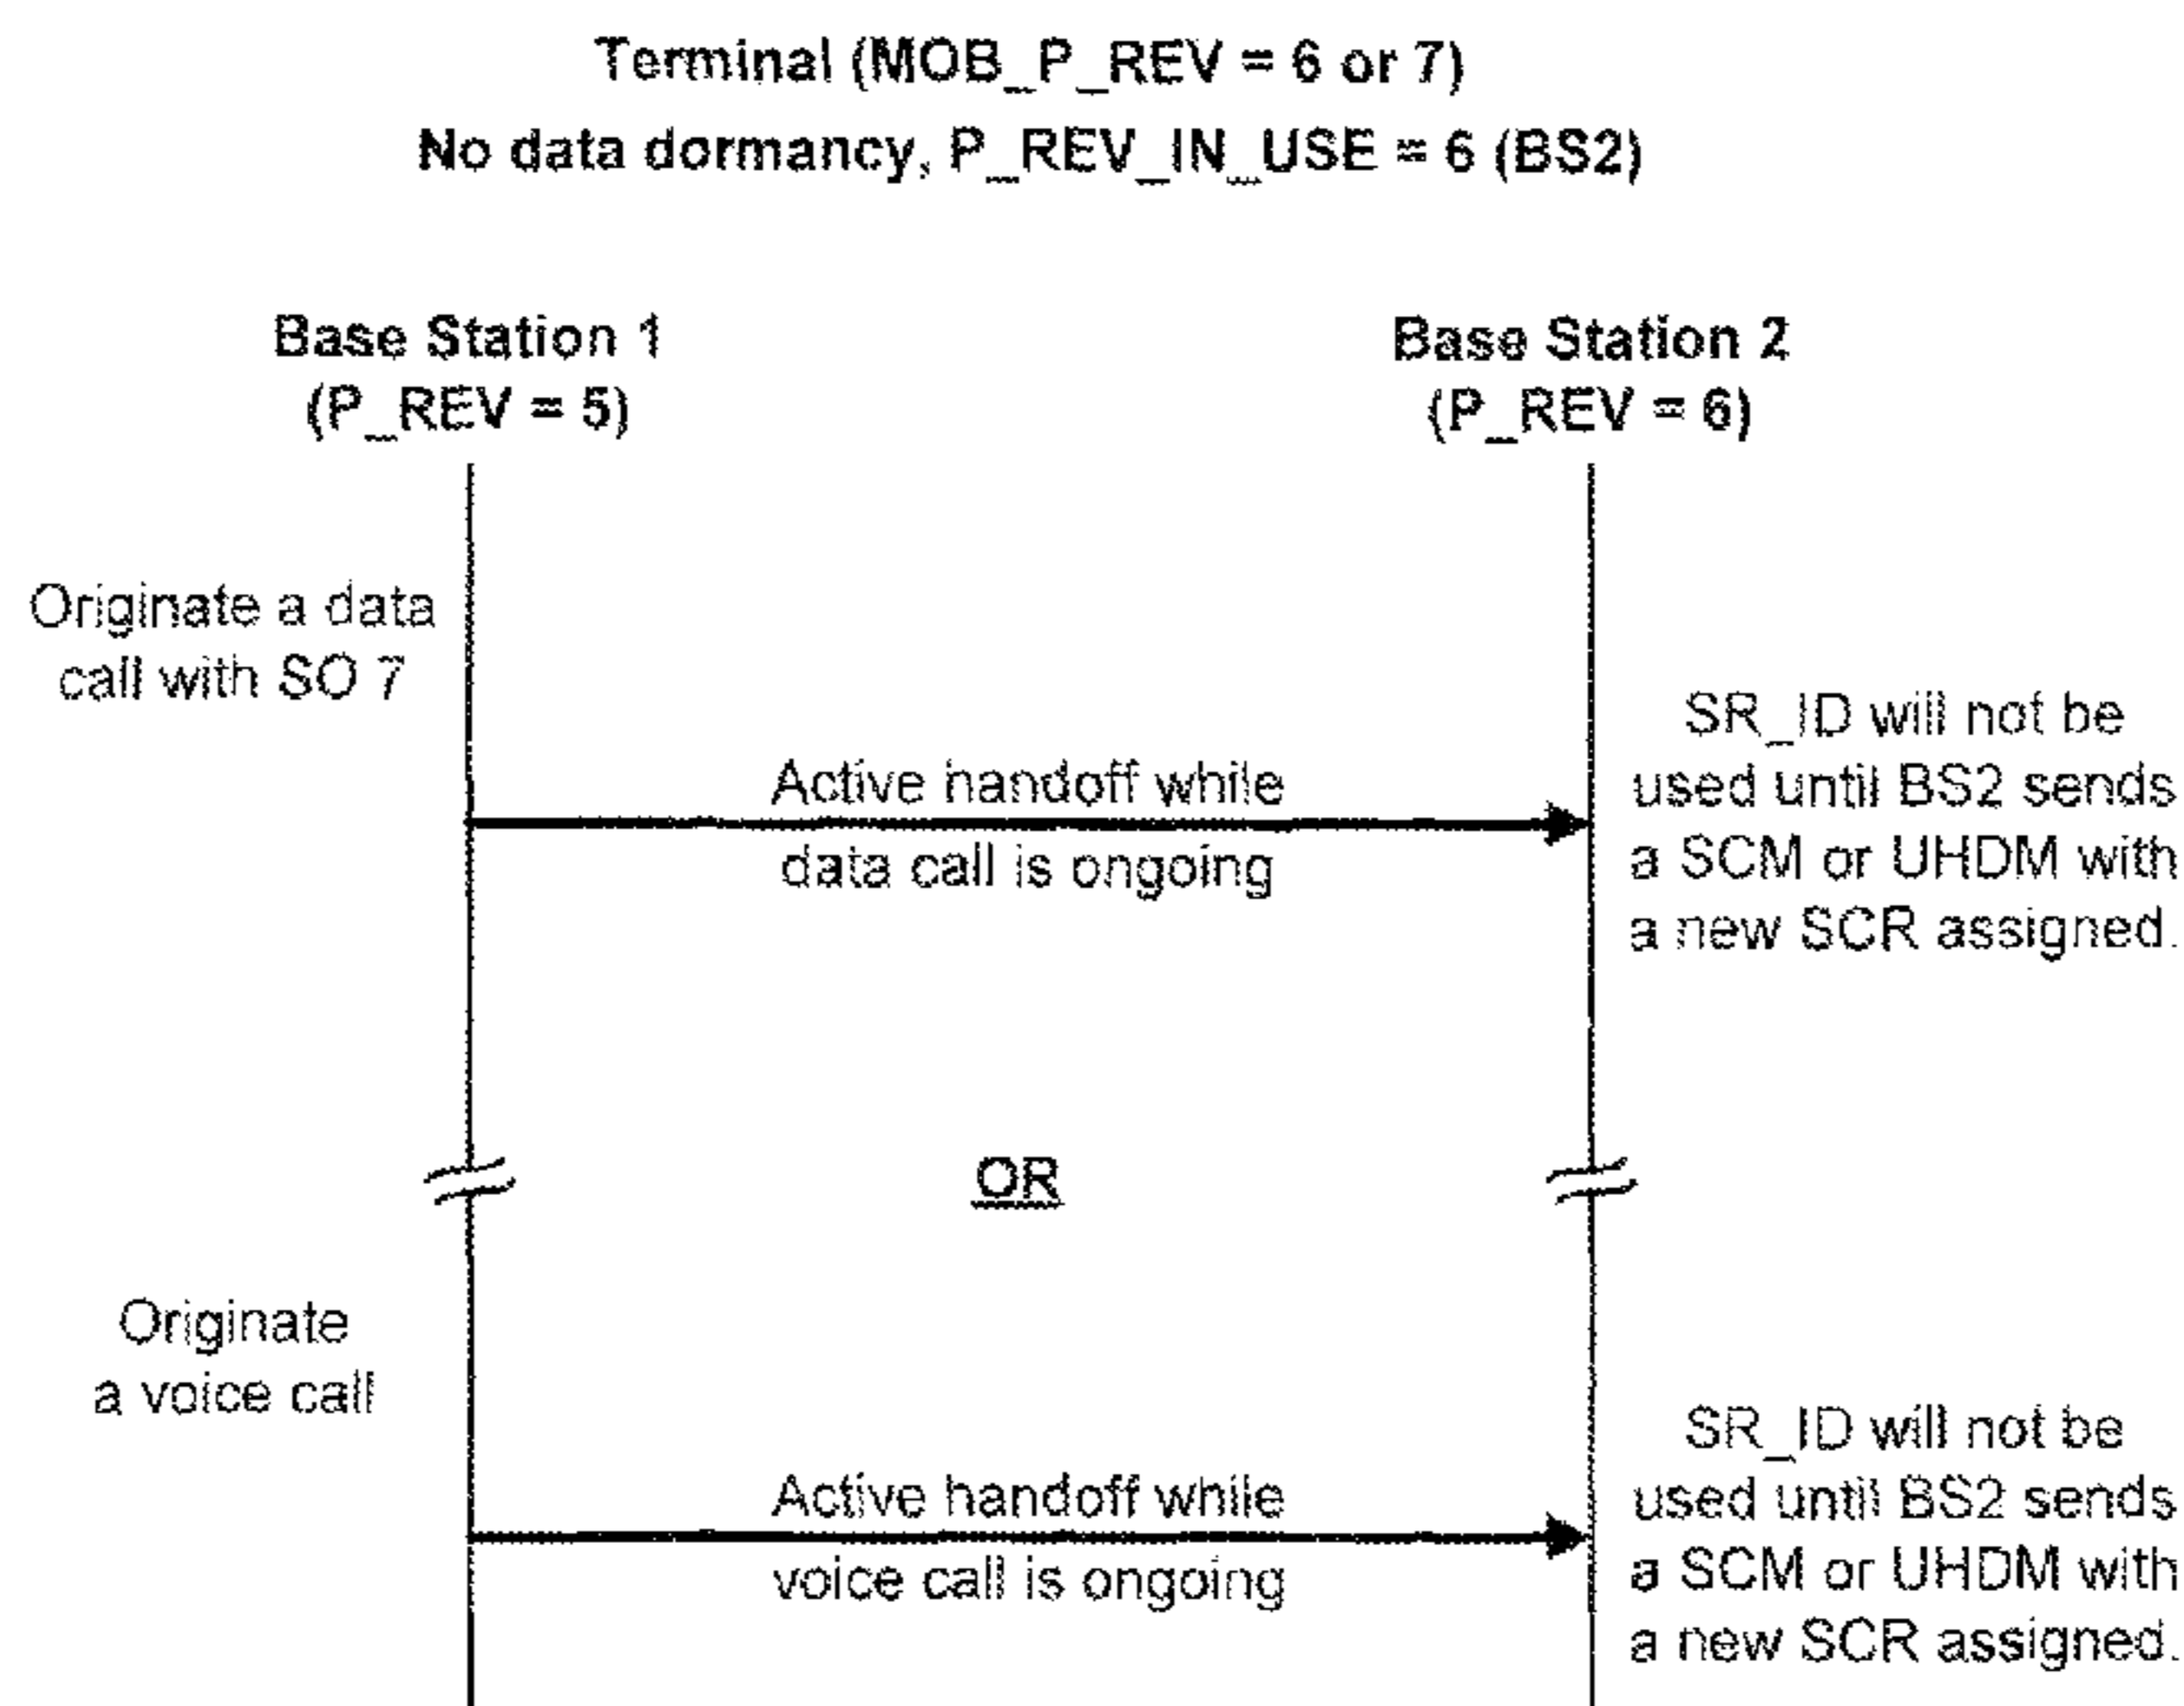 Terminal (MOB_P_REV = 6 or 7)
No data dormancy, P_REV_IN_USE = 6 (BS2)
Base Station 1
(P_REV = 5)
Base Station 2
(P_REV = 6)
Originate a data
call with SO 7
Active handoff while
data call is ongoing
SR_ID will not be
used until BS2 sends
a SCM or UHDM with
a new SCR assigned.
OR
Originate
a voice call
Active handoff while
voice call is ongoing
SR_ID will not be
used until BS2 sends
a SCM or UHDM with
a new SCR assigned.